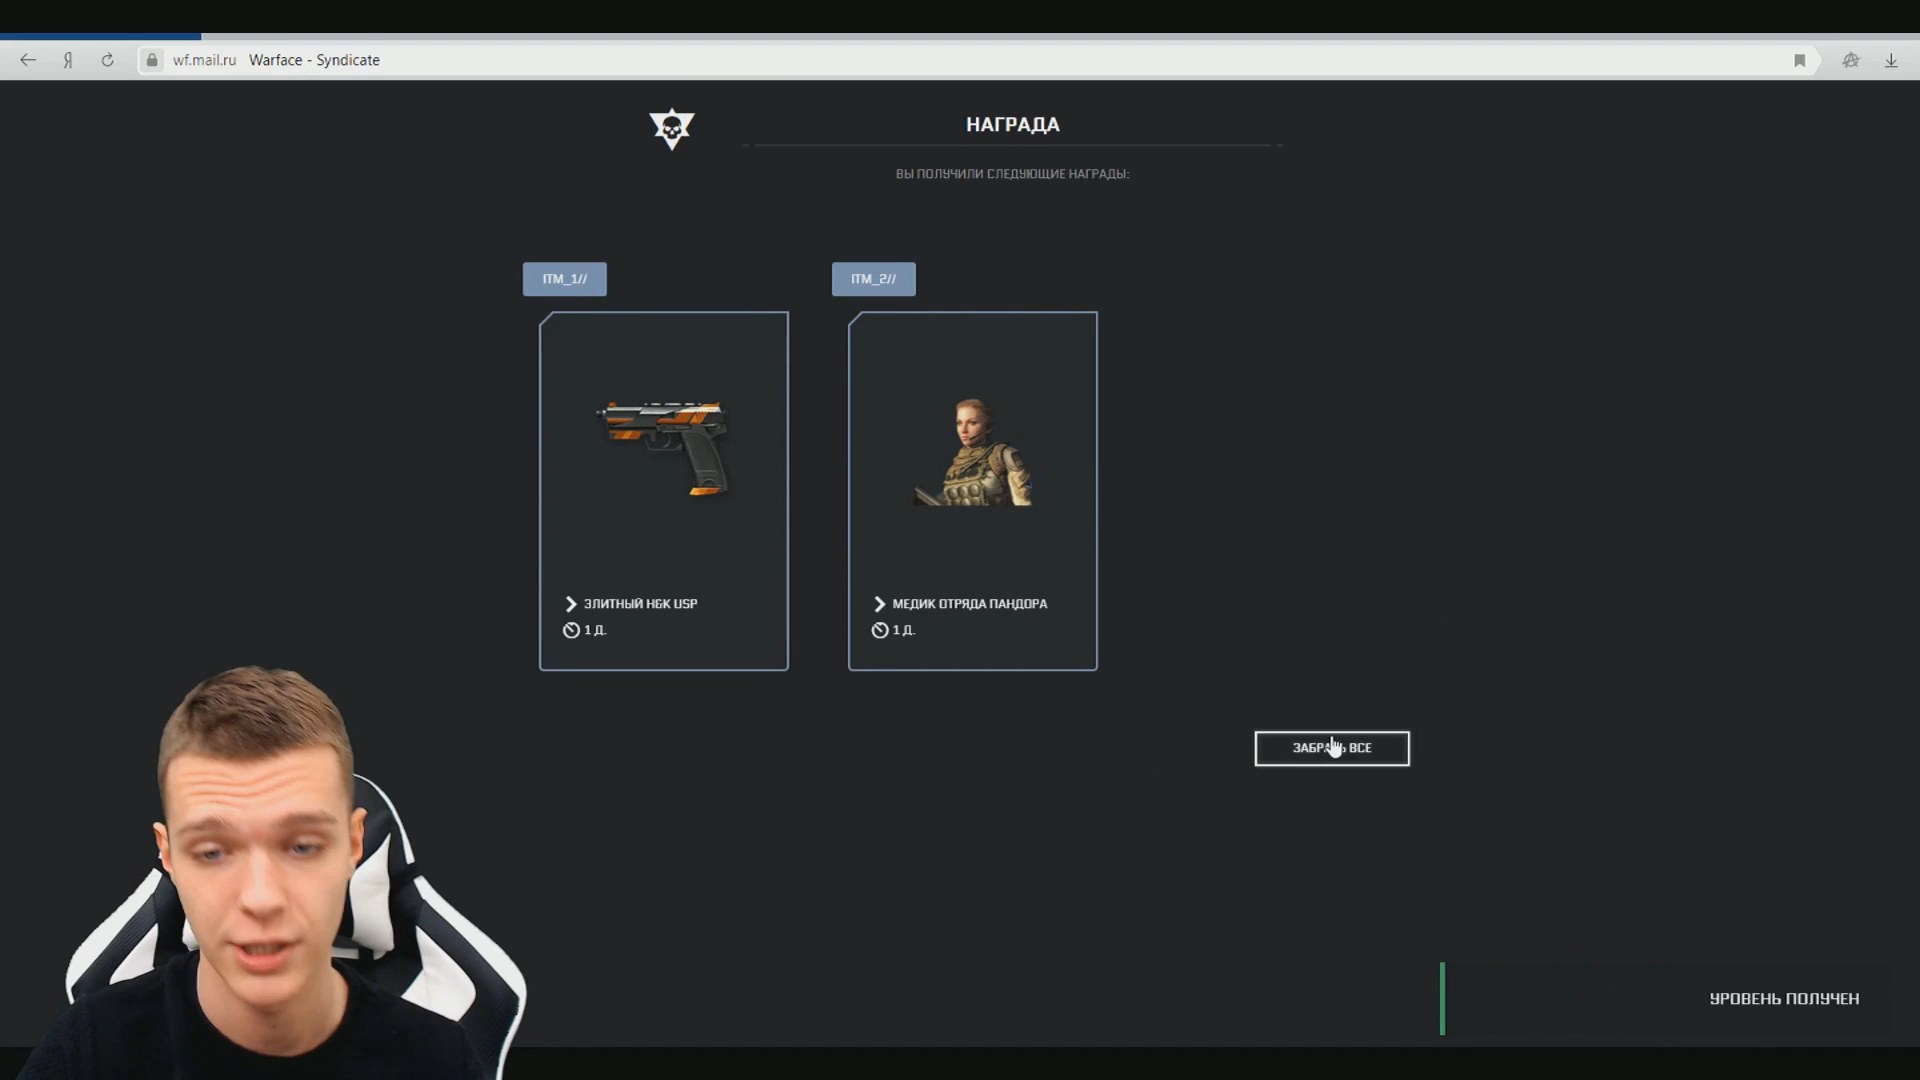 Я wf.mail.ru Warface - Syndicate
НАГРАДА
ВЫ ПОЛУЧИЛИ СЛЕДУЮЩИЕ НАГРАДЫ:
ITM_1// ITM_2//
ЭЛИТНЫЙ H&K USP
1 Д.
МЕДИК ОТРЯДА ПАНДОРА
1 Д.
ЗАБРАТЬ ВСЕ
УРОВЕНЬ ПОЛУЧЕН